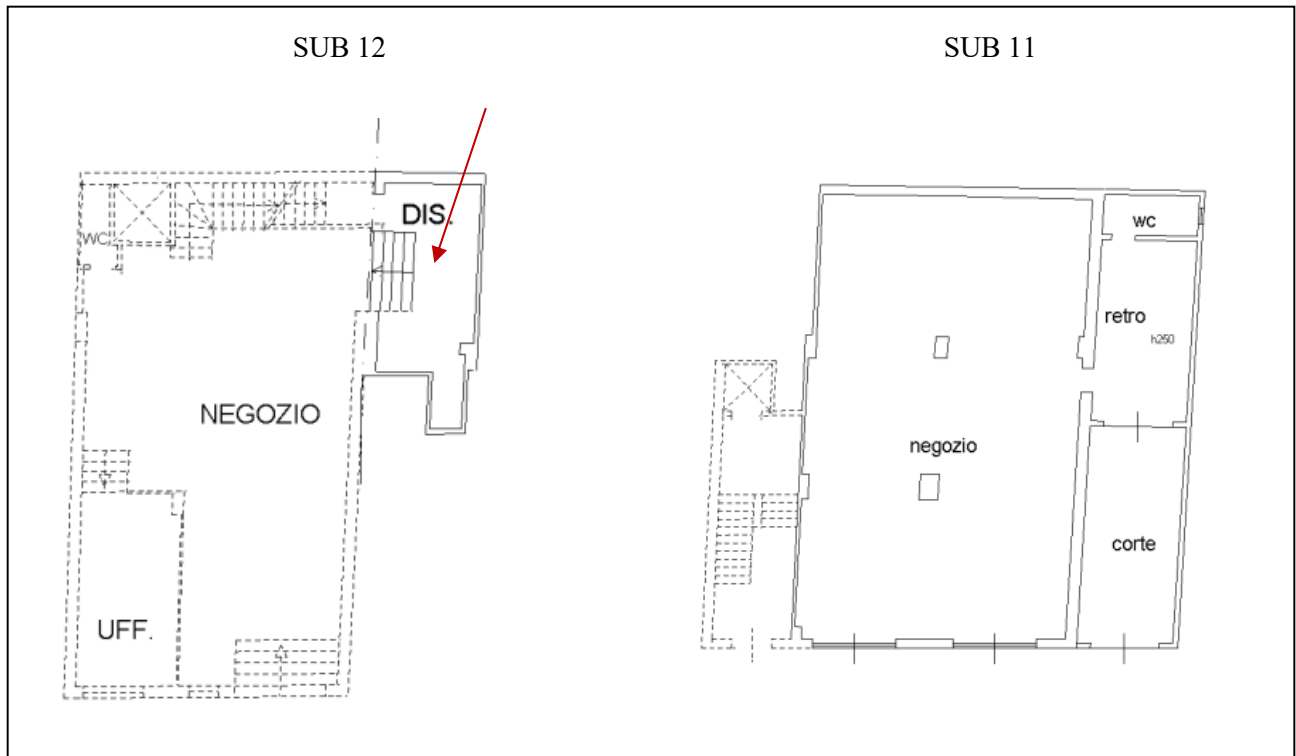 SUB 12
SUB 11
DIS.
WC
NEGOZIO
UFF.
wc
retro
h250
negozio
corte